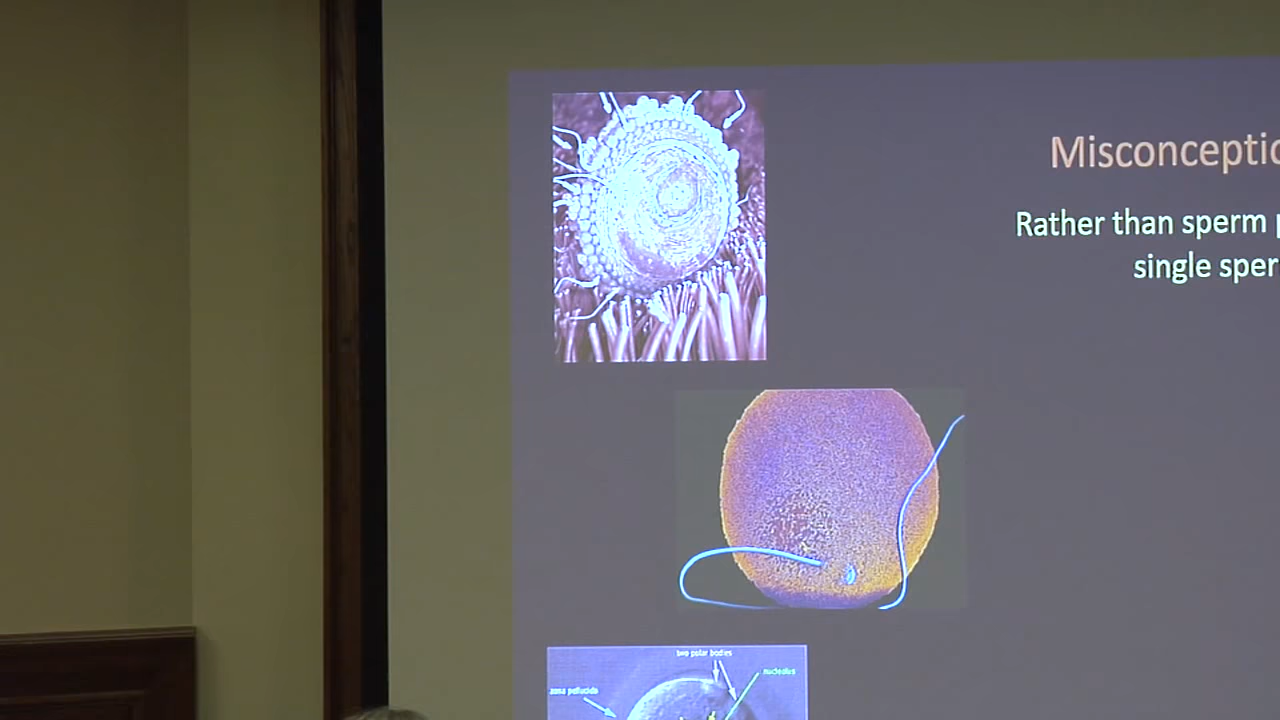 Misconceptio
Rather than sperm p
single sper
two polar bodies
nucleolus
zona pellucida